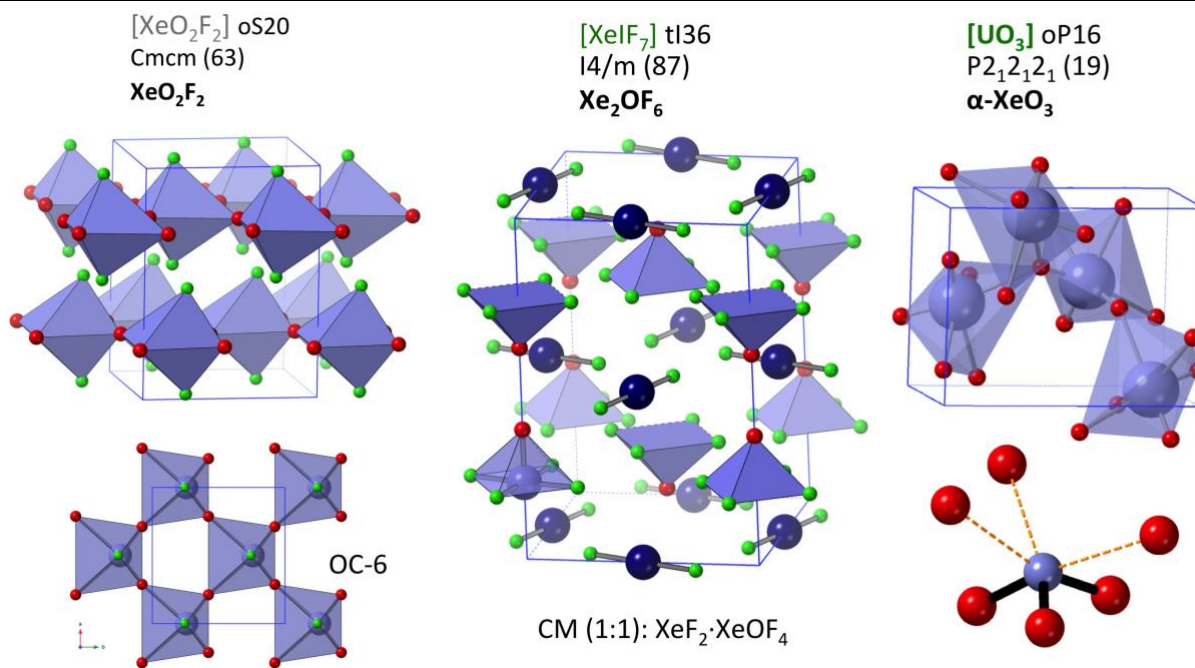 [XeO₂F₂] oS20
Cmcm (63)
XeO₂F₂
[XeIF₇] tI36
I4/m (87)
Xe₂OF₆
[UO₃] oP16
P2₁2₁2₁ (19)
α-XeO₃
OC-6
a
b
CM (1:1): XeF₂·XeOF₄